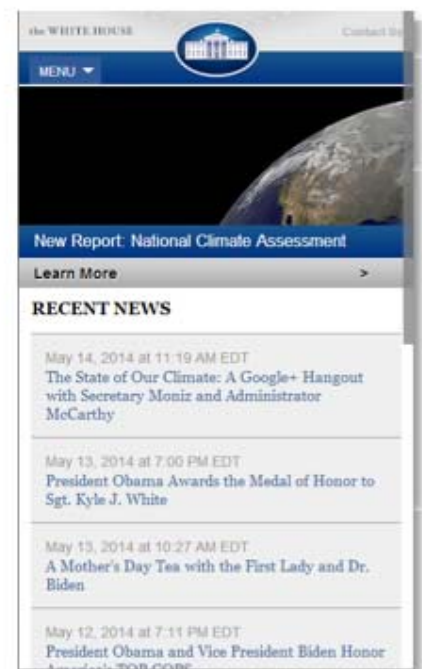 the WHITE HOUSE
Contact Us
MENU
New Report: National Climate Assessment
Learn More >
RECENT NEWS
May 14, 2014 at 11:19 AM EDT
The State of Our Climate: A Google+ Hangout
with Secretary Moniz and Administrator
McCarthy
May 13, 2014 at 7:00 PM EDT
President Obama Awards the Medal of Honor to
Sgt. Kyle J. White
May 13, 2014 at 10:27 AM EDT
A Mother's Day Tea with the First Lady and Dr.
Biden
May 12, 2014 at 7:11 PM EDT
President Obama and Vice President Biden Honor
America's TOP COPS